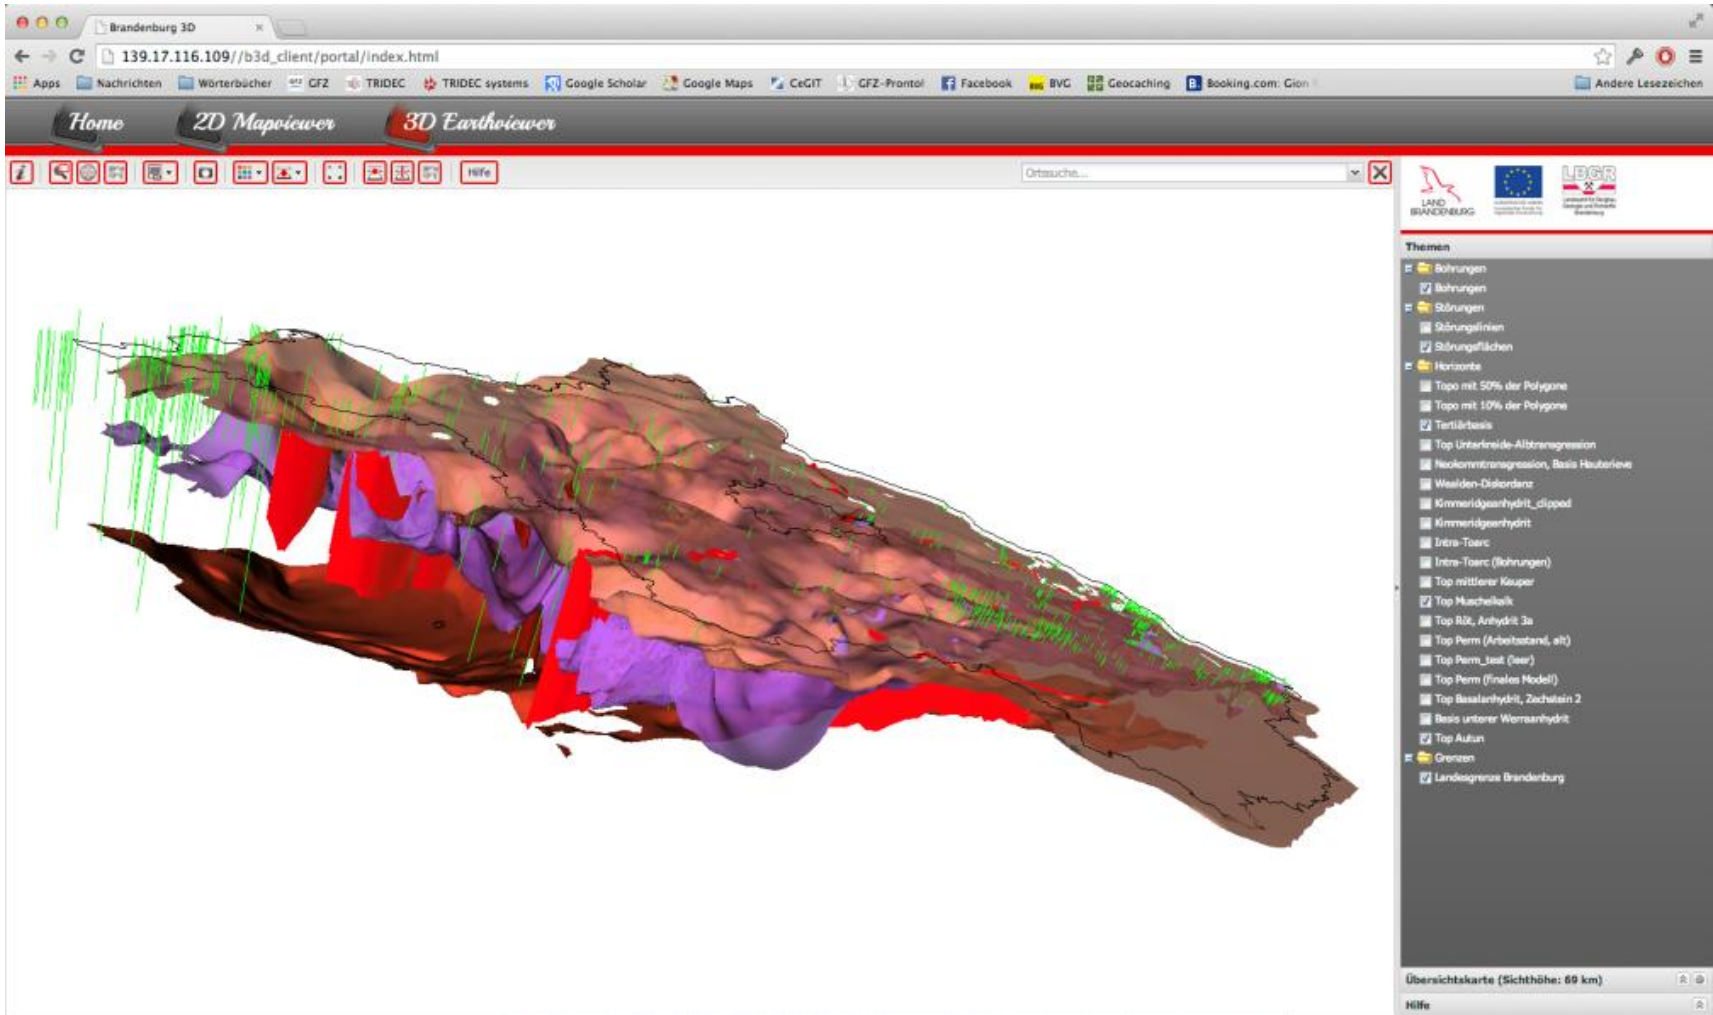 Brandenburg 3D
139.17.116.109//b3d_client/portal/index.html
Apps Nachrichten Wörterbücher GFZ TRIDEC TRIDEC systems Google Scholar Google Maps CeGIT GFZ-Pronto! Facebook BVG Geocaching Booking.com: Gion Andere Lesezeichen
Home 2D Mapviewer 3D Earthviewer
Hilfe
Ortssuche...
LAND
BRANDENBURG
LBGR
Themen
Bohrungen
Bohrungen
Störungen
Störungslinien
Störungsflächen
Horizonte
Topo mit 50% der Polygone
Topo mit 10% der Polygone
Tertiärbasis
Top Unterkreide-Albtransgression
Neokommtransgression, Basis Hauterieve
Wealden-Diskordanz
Kimmeridgeanhydrit_clipped
Kimmeridgeanhydrit
Intra-Toarc
Intra-Toarc (Bohrungen)
Top mittlerer Keuper
Top Muschelkalk
Top Röt, Anhydrit 3a
Top Perm (Arbeitsstand, alt)
Top Perm_test (leer)
Top Perm (finales Modell)
Top Basalanhydrit, Zechstein 2
Basis unterer Werraanhydrit
Top Autun
Grenzen
Landesgrenze Brandenburg
Übersichtskarte (Sichthöhe: 69 km)
Hilfe